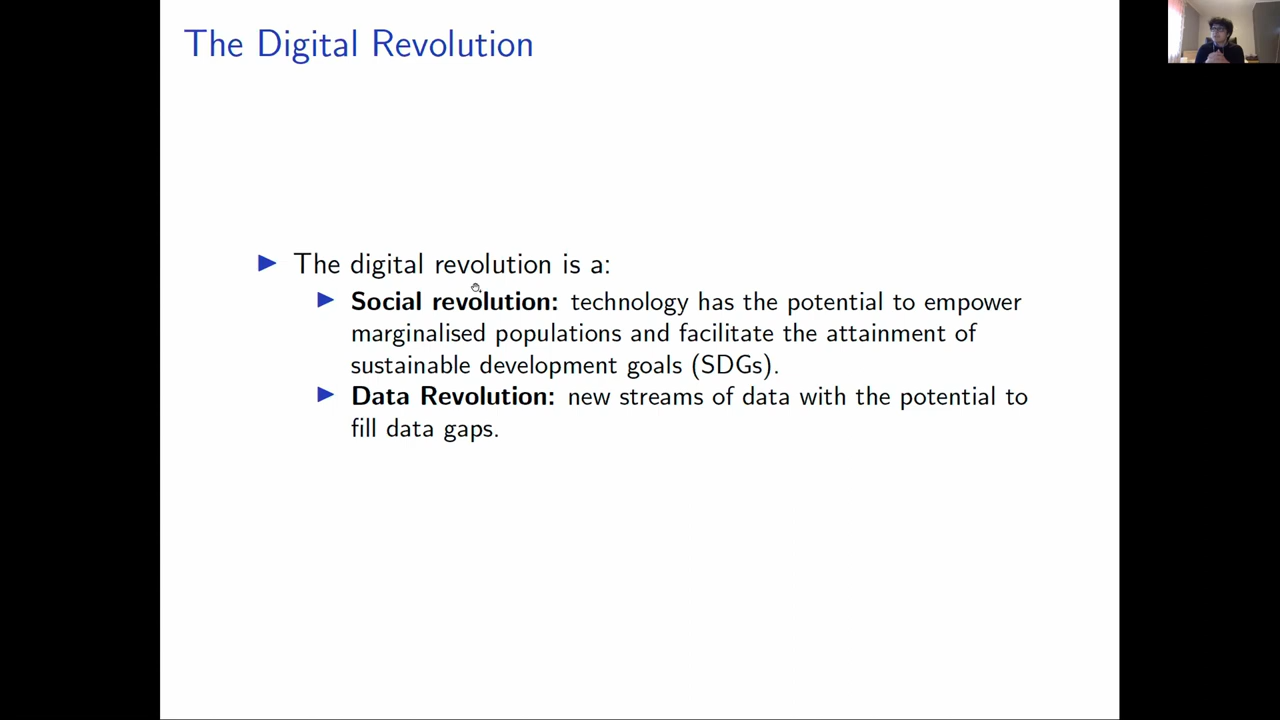 The Digital Revolution
The digital revolution is a:
Social revolution: technology has the potential to empower
marginalised populations and facilitate the attainment of
sustainable development goals (SDGs).
Data Revolution: new streams of data with the potential to
fill data gaps.